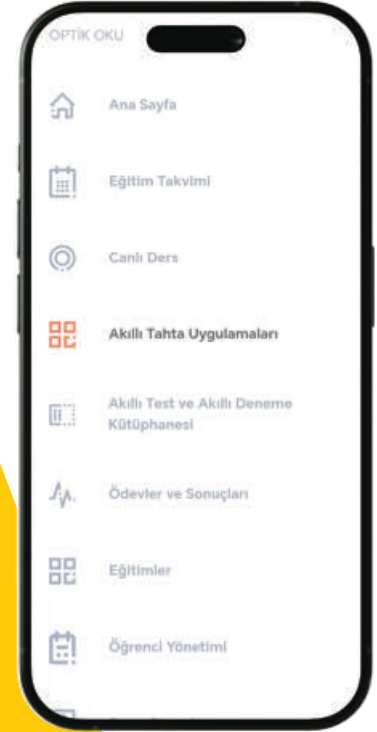 OPTİK OKU
Ana Sayfa
Eğitim Takvimi
Canlı Ders
Akıllı Tahta Uygulamaları
Akıllı Test ve Akıllı Deneme
Kütüphanesi
Ödevler ve Sonuçları
Eğitimler
Öğrenci Yönetimi